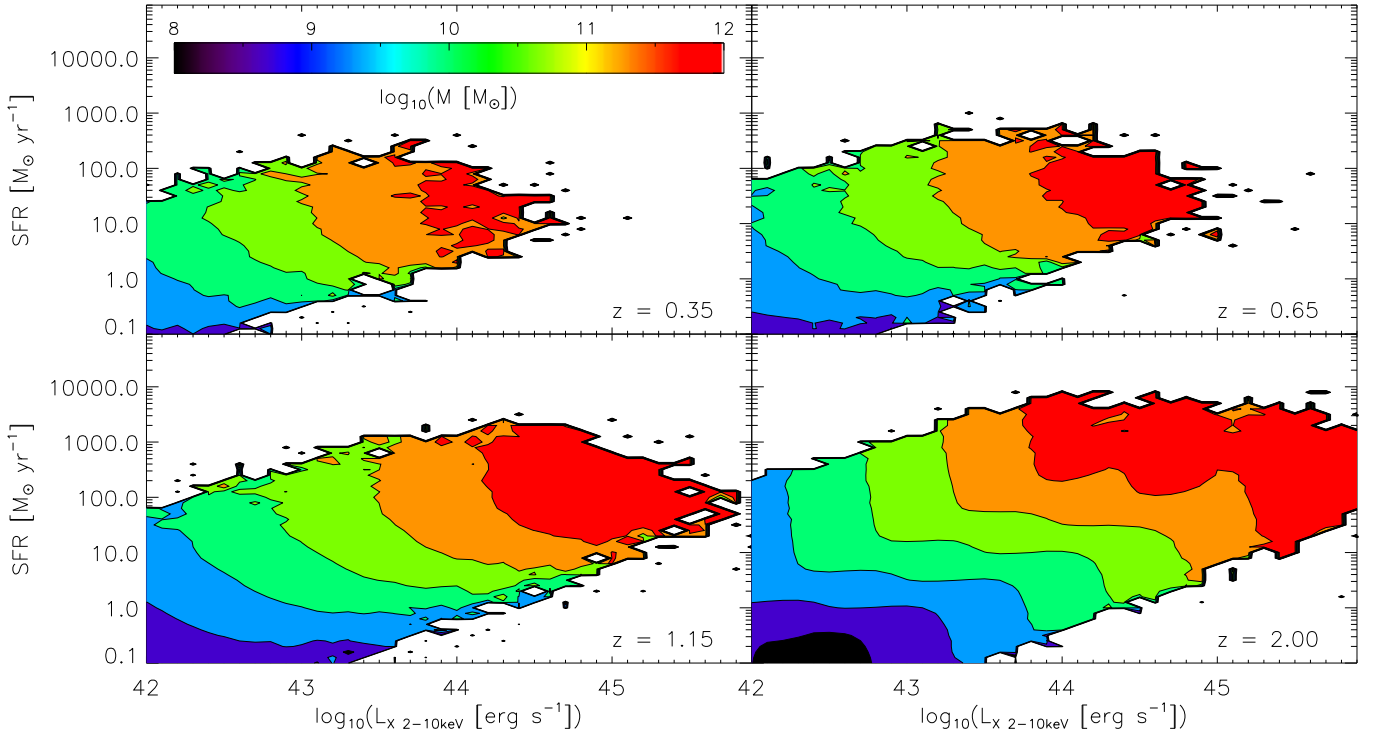 8 9 10 11 12
log₁₀(M [M⊙])
10000.0
1000.0
100.0
10.0
1.0
0.1
SFR [M⊙ yr⁻¹]
z = 0.35
z = 0.65
10000.0
1000.0
100.0
10.0
1.0
0.1
SFR [M⊙ yr⁻¹]
z = 1.15
z = 2.00
42 43 44 45
42 43 44 45
log₁₀(L_X 2−10keV [erg s⁻¹])
log₁₀(L_X 2−10keV [erg s⁻¹])